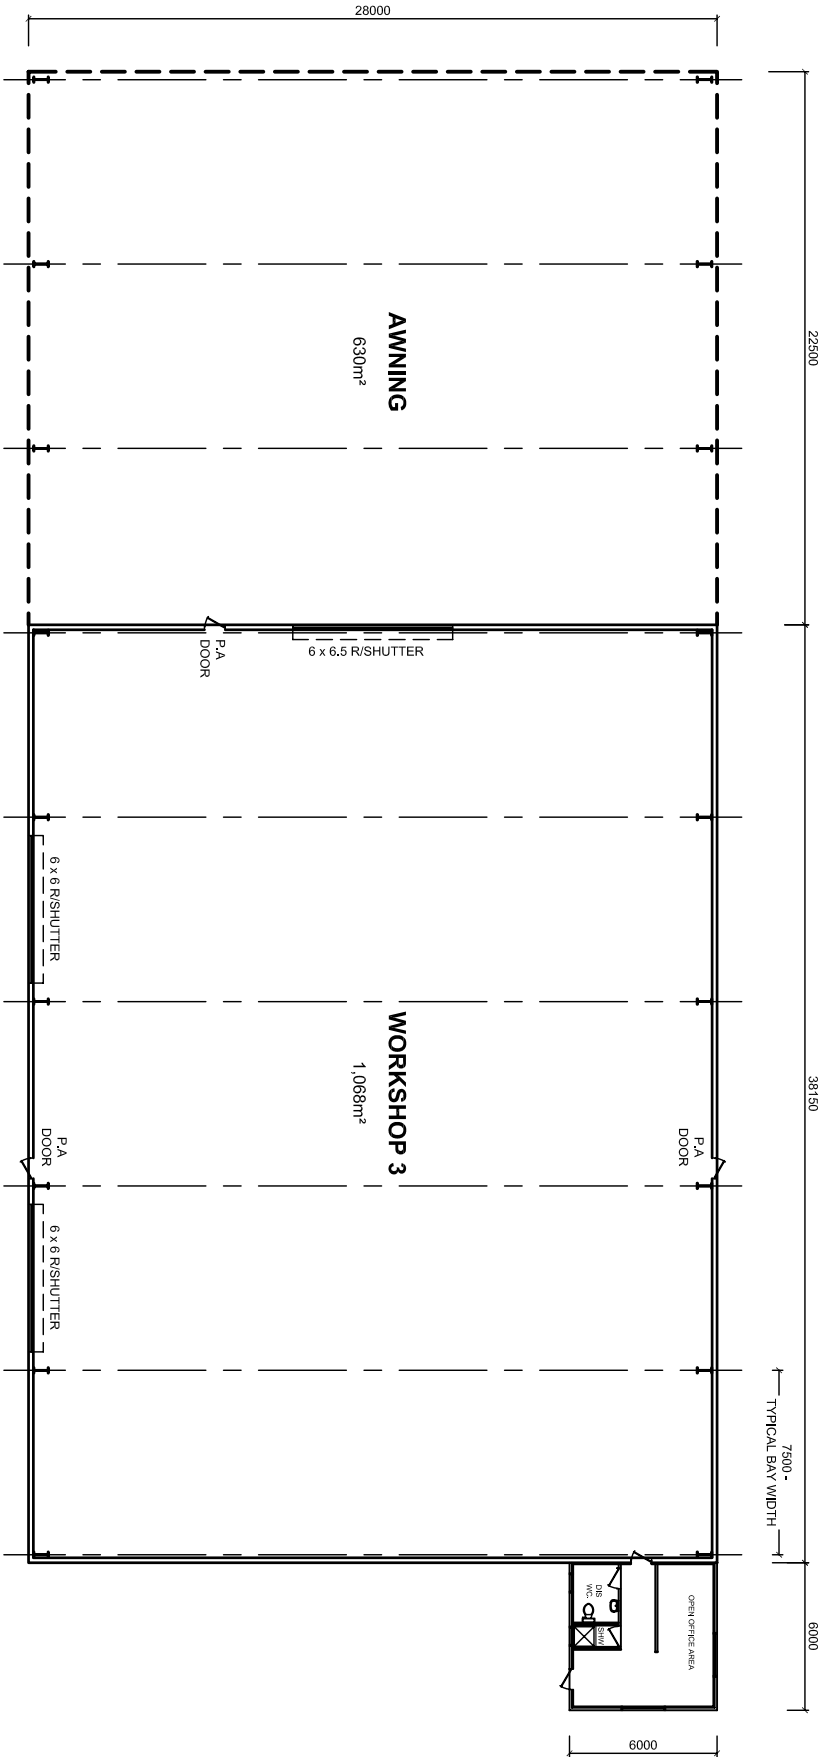 28000
22500
AWNING
630m²
P.A
DOOR
6 x 6.5 R/SHUTTER
6 x 6 R/SHUTTER
38150
WORKSHOP 3
1,068m²
P.A
DOOR
P.A
DOOR
6 x 6 R/SHUTTER
7500 -
TYPICAL BAY WIDTH
6000
DIS
WC.
SHW
OPEN OFFICE AREA
6000